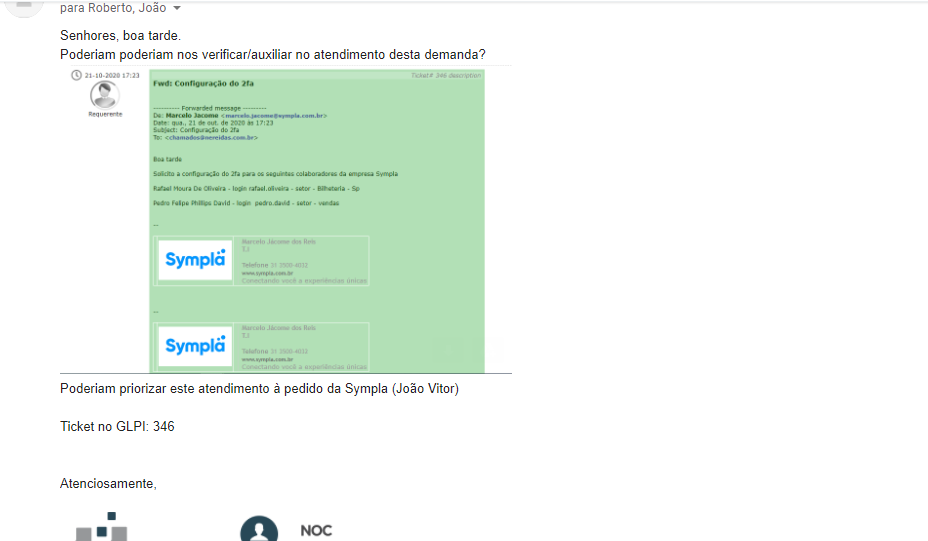 para Roberto, João
Senhores, boa tarde.
Poderiam poderiam nos verificar/auxiliar no atendimento desta demanda?
21-10-2020 17:23
Ticket# 346 description
Requerente
Fwd: Configuração do 2fa
---------- Forwarded message ----------
De: Marcelo Jacome <marcelo.jacome@sympla.com.br>
Date: qua., 21 de out. de 2020 às 17:23
Subject: Configuração do 2fa
To: <chamados@nereidas.com.br>
Boa tarde
Solicito a configuração do 2fa para os seguintes colaboradores da empresa Sympla
Rafael Moura De Oliveira - login rafael.oliveira - setor - Bilheteria - Sp
Pedro Felipe Phillips David - login pedro.david - setor - vendas
--
Sympla
Marcelo Jácome dos Reis
T.I
Telefone 31 3500-4032
www.sympla.com.br
Conectando você a experiências únicas
--
Sympla
Marcelo Jácome dos Reis
T.I
Telefone 31 3500-4032
www.sympla.com.br
Conectando você a experiências únicas
Poderiam priorizar este atendimento à pedido da Sympla (João Vitor)
Ticket no GLPI: 346
Atenciosamente,
NOC